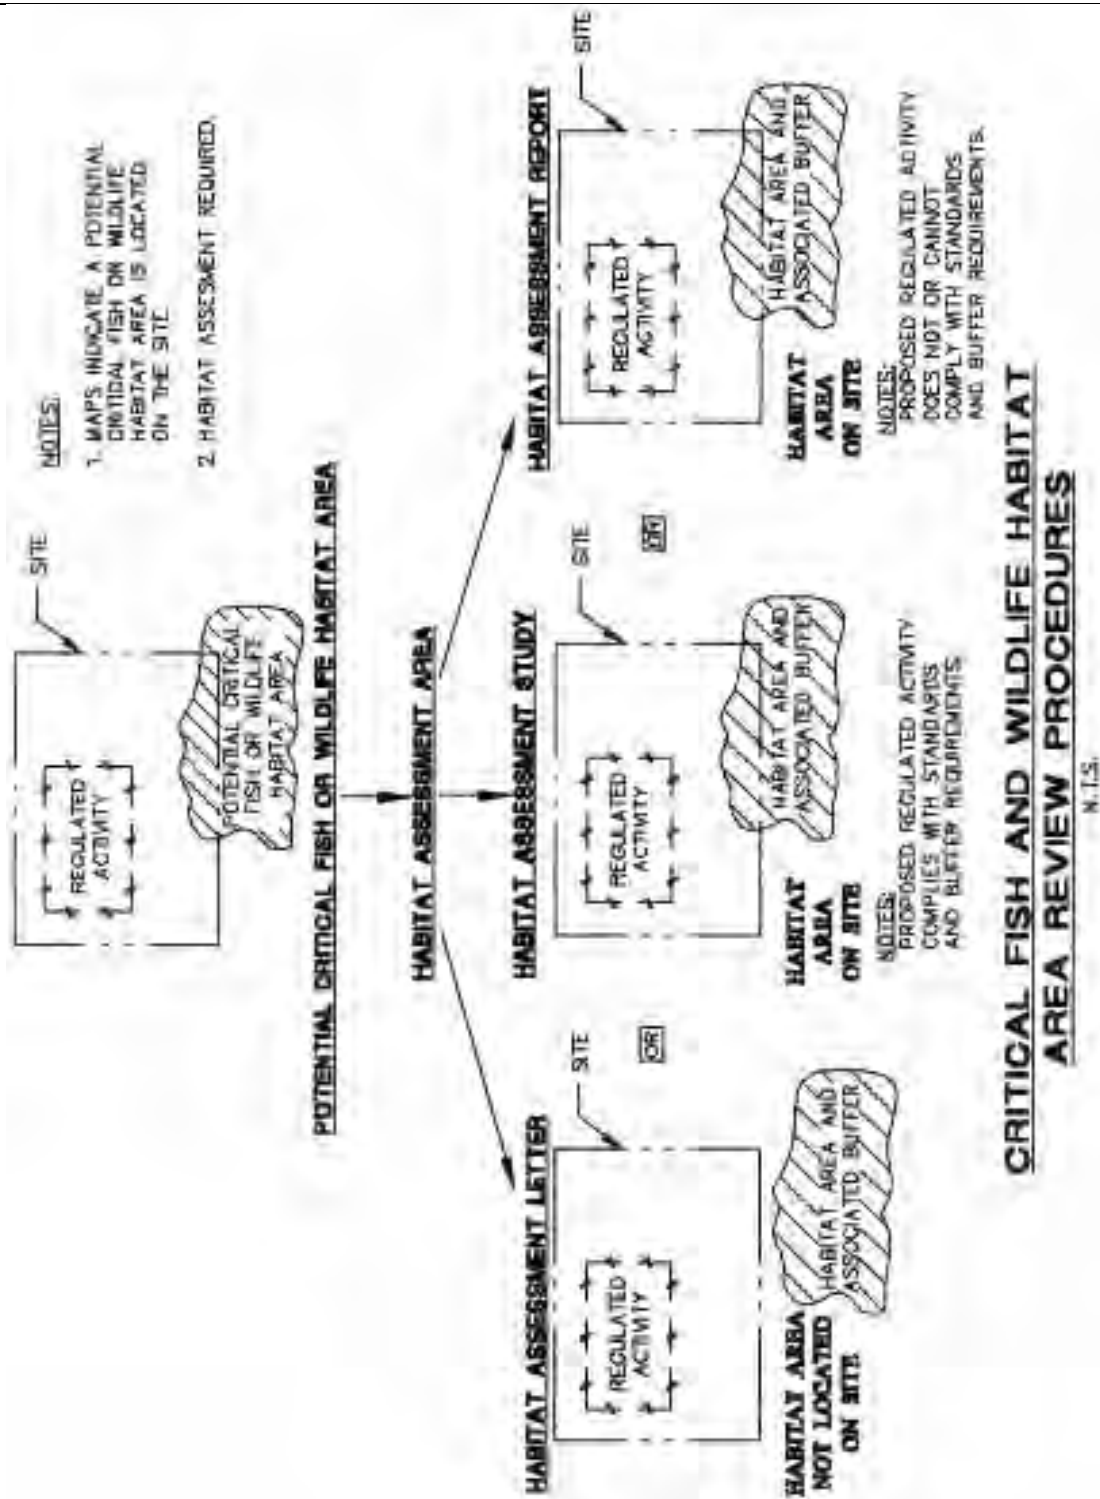 SITE
REGULATED
ACTIVITY
POTENTIAL CRITICAL
FISH OR WILDLIFE
HABITAT AREA
NOTES:
1. MAPS INDICATE A POTENTIAL
CRITICAL FISH OR WILDLIFE
HABITAT AREA IS LOCATED
ON THE SITE.
2. HABITAT ASSESMENT REQUIRED.
POTENTIAL CRITICAL FISH OR WILDLIFE HABITAT AREA
HABITAT ASSESSMENT AREA
HABITAT ASSESSMENT LETTER
SITE
REGULATED
ACTIVITY
HABITAT AREA AND
ASSOCIATED BUFFER
HABITAT AREA
NOT LOCATED
ON SITE
OR
HABITAT ASSESSMENT STUDY
SITE
REGULATED
ACTIVITY
HABITAT AREA AND
ASSOCIATED BUFFER
HABITAT
AREA
ON SITE
NOTES:
PROPOSED REGULATED ACTIVITY
COMPLIES WITH STANDARDS
AND BUFFER REQUIREMENTS.
OR
HABITAT ASSESSMENT REPORT
SITE
REGULATED
ACTIVITY
HABITAT AREA AND
ASSOCIATED BUFFER
HABITAT
AREA
ON SITE
NOTES:
PROPOSED REGULATED ACTIVITY
DOES NOT OR CANNOT
COMPLY WITH STANDARDS
AND BUFFER REQUIREMENTS.
CRITICAL FISH AND WILDLIFE HABITAT
AREA REVIEW PROCEDURES
N.T.S.